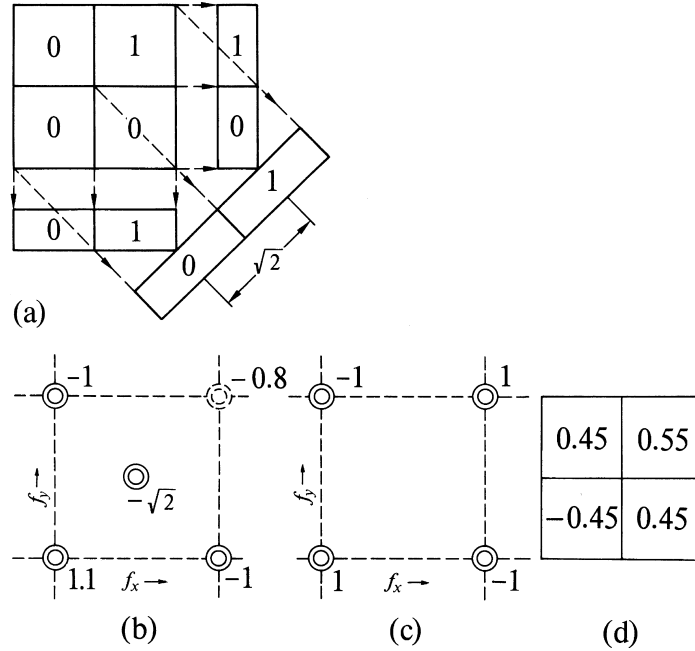 0 1 1
0 0 0
1
0 1
0
√2
(a)
-1 -0.8 -1 1
0.45 0.55
f_y → f_y →
-√2
-0.45 0.45
1.1 f_x → -1 1 f_x → -1
(b) (c) (d)